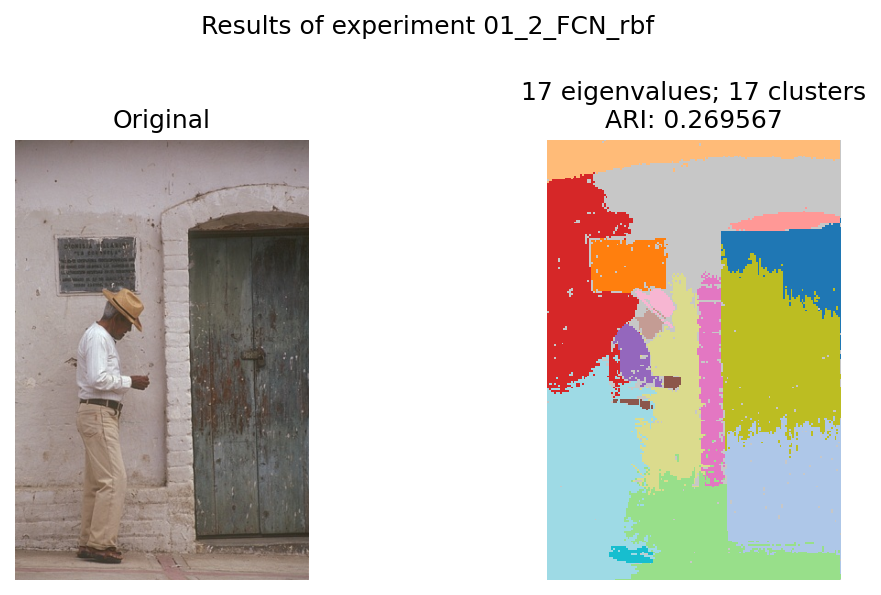 Results of experiment 01_2_FCN_rbf
Original
17 eigenvalues; 17 clusters
ARI: 0.269567